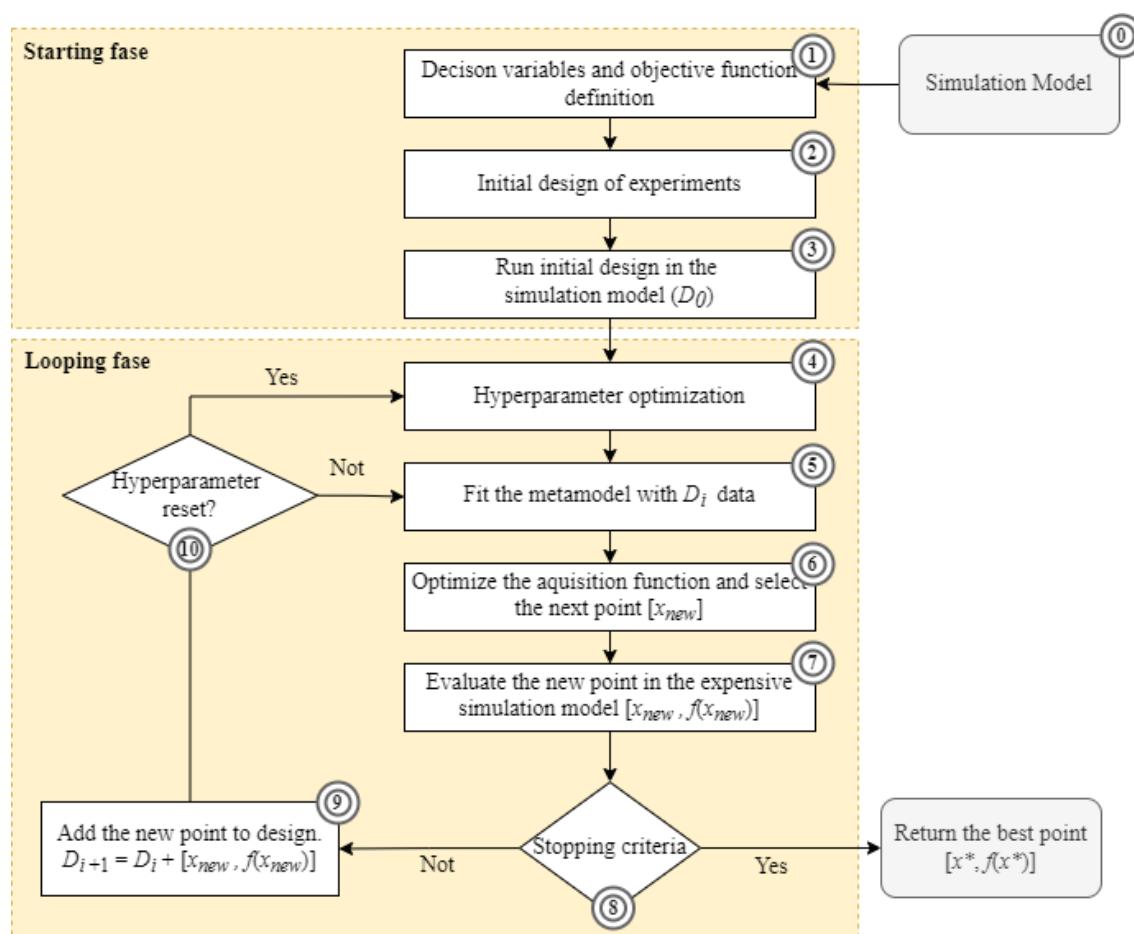 Starting fase
0
Simulation Model
1
Decison variables and objective function
definition
2
Initial design of experiments
3
Run initial design in the
simulation model (D0)
Looping fase
4
Hyperparameter optimization
Yes
Hyperparameter
reset?
10
Not
5
Fit the metamodel with Di data
6
Optimize the aquisition function and select
the next point [xnew]
7
Evaluate the new point in the expensive
simulation model [xnew , f(xnew)]
Stopping criteria
8
Not
Yes
9
Add the new point to design.
Di+1 = Di + [xnew , f(xnew)]
Return the best point
[x*, f(x*)]